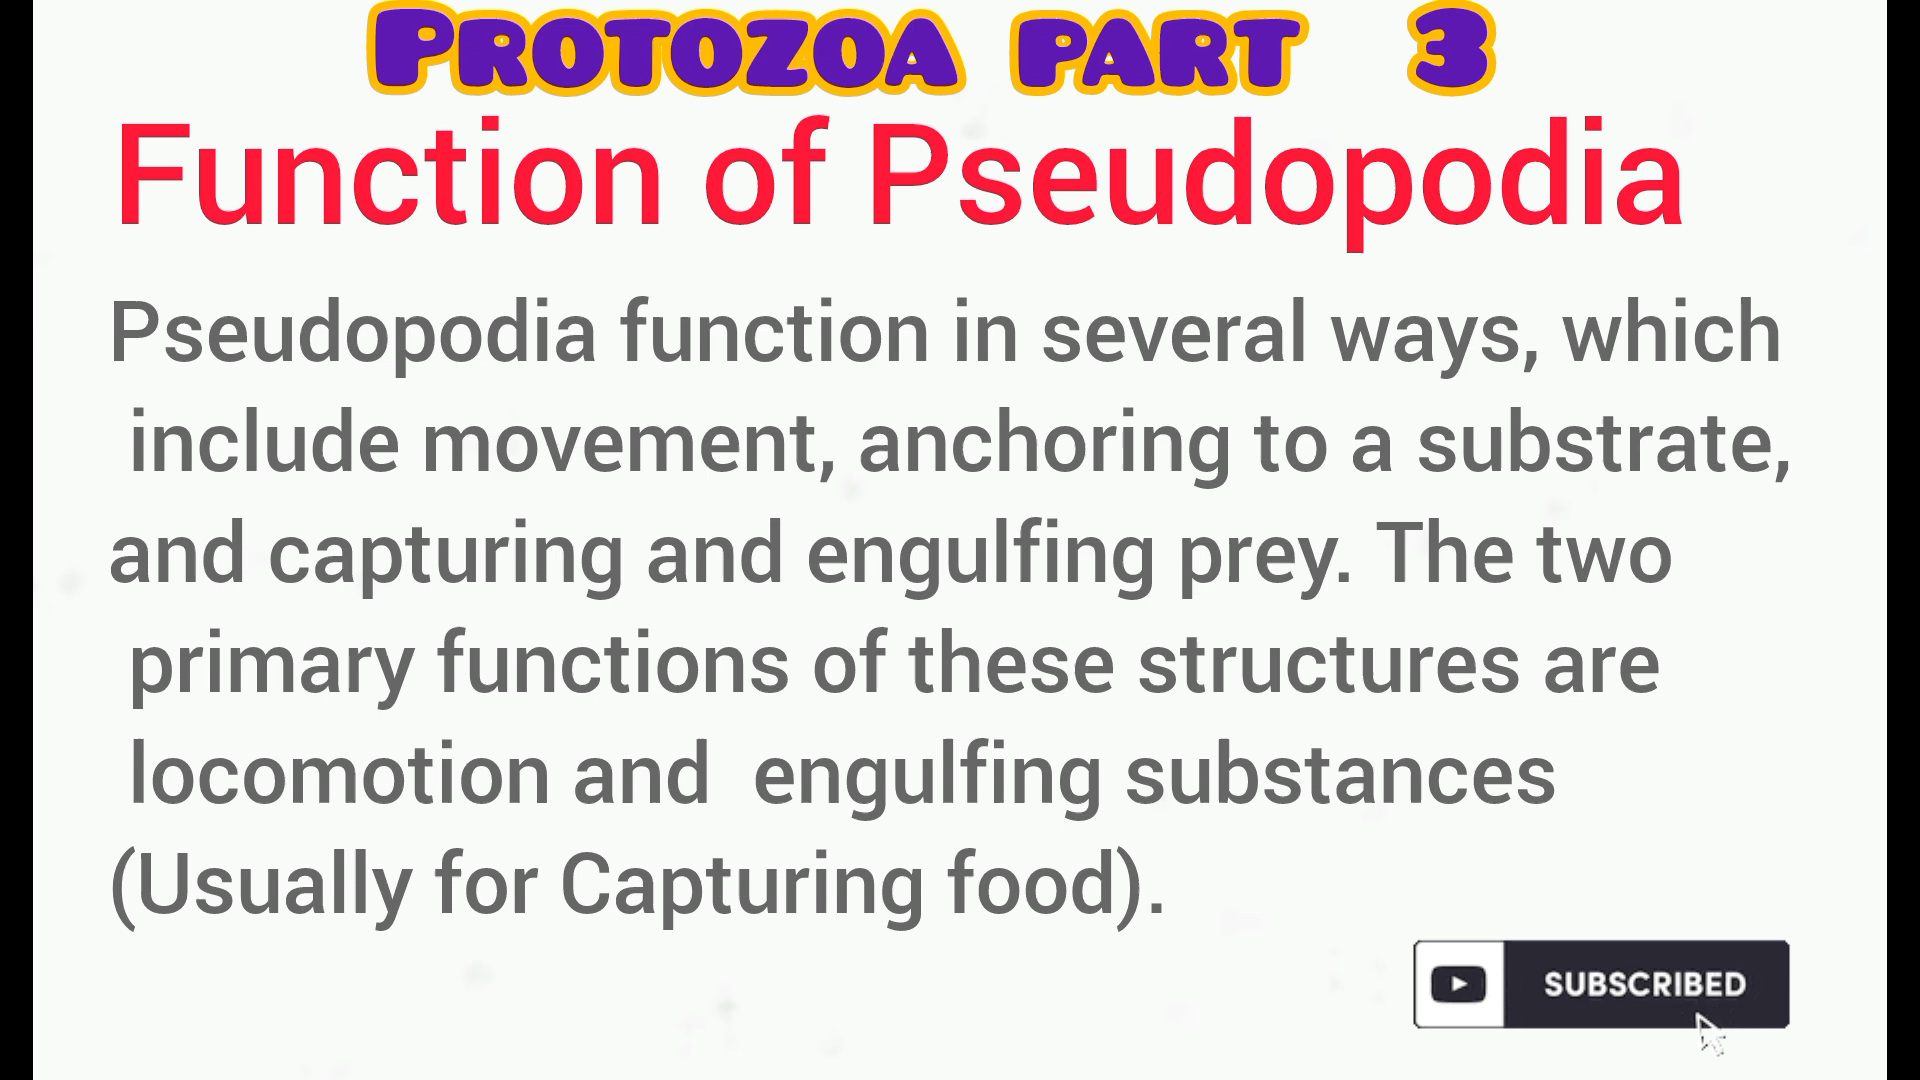 PROTOZOA PART 3
Function of Pseudopodia
Pseudopodia function in several ways, which
include movement, anchoring to a substrate,
and capturing and engulfing prey. The two
primary functions of these structures are
locomotion and engulfing substances
(Usually for Capturing food).
SUBSCRIBED